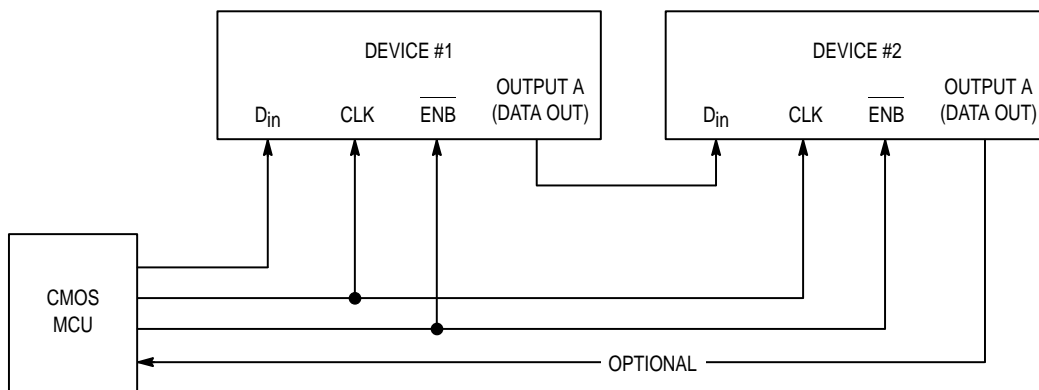 DEVICE #1
OUTPUT A
(DATA OUT)
Din CLK ENB
DEVICE #2
OUTPUT A
(DATA OUT)
Din CLK ENB
CMOS
MCU
OPTIONAL